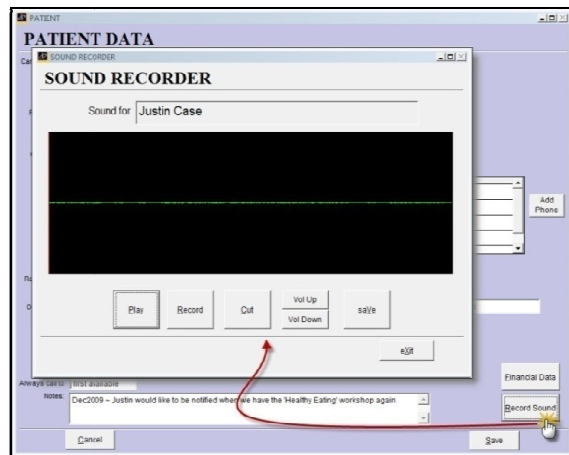 PATIENT
PATIENT DATA
SOUND RECORDER
SOUND RECORDER
Sound for Justin Case
Add
Phone
Play Record Cut Vol Up Vol Down saVe
eXit
Always call to first available
Financial Data
Notes: Dec2009 – Justin would like to be notified when we have the 'Healthy Eating' workshop again
Record Sound
Cancel Save